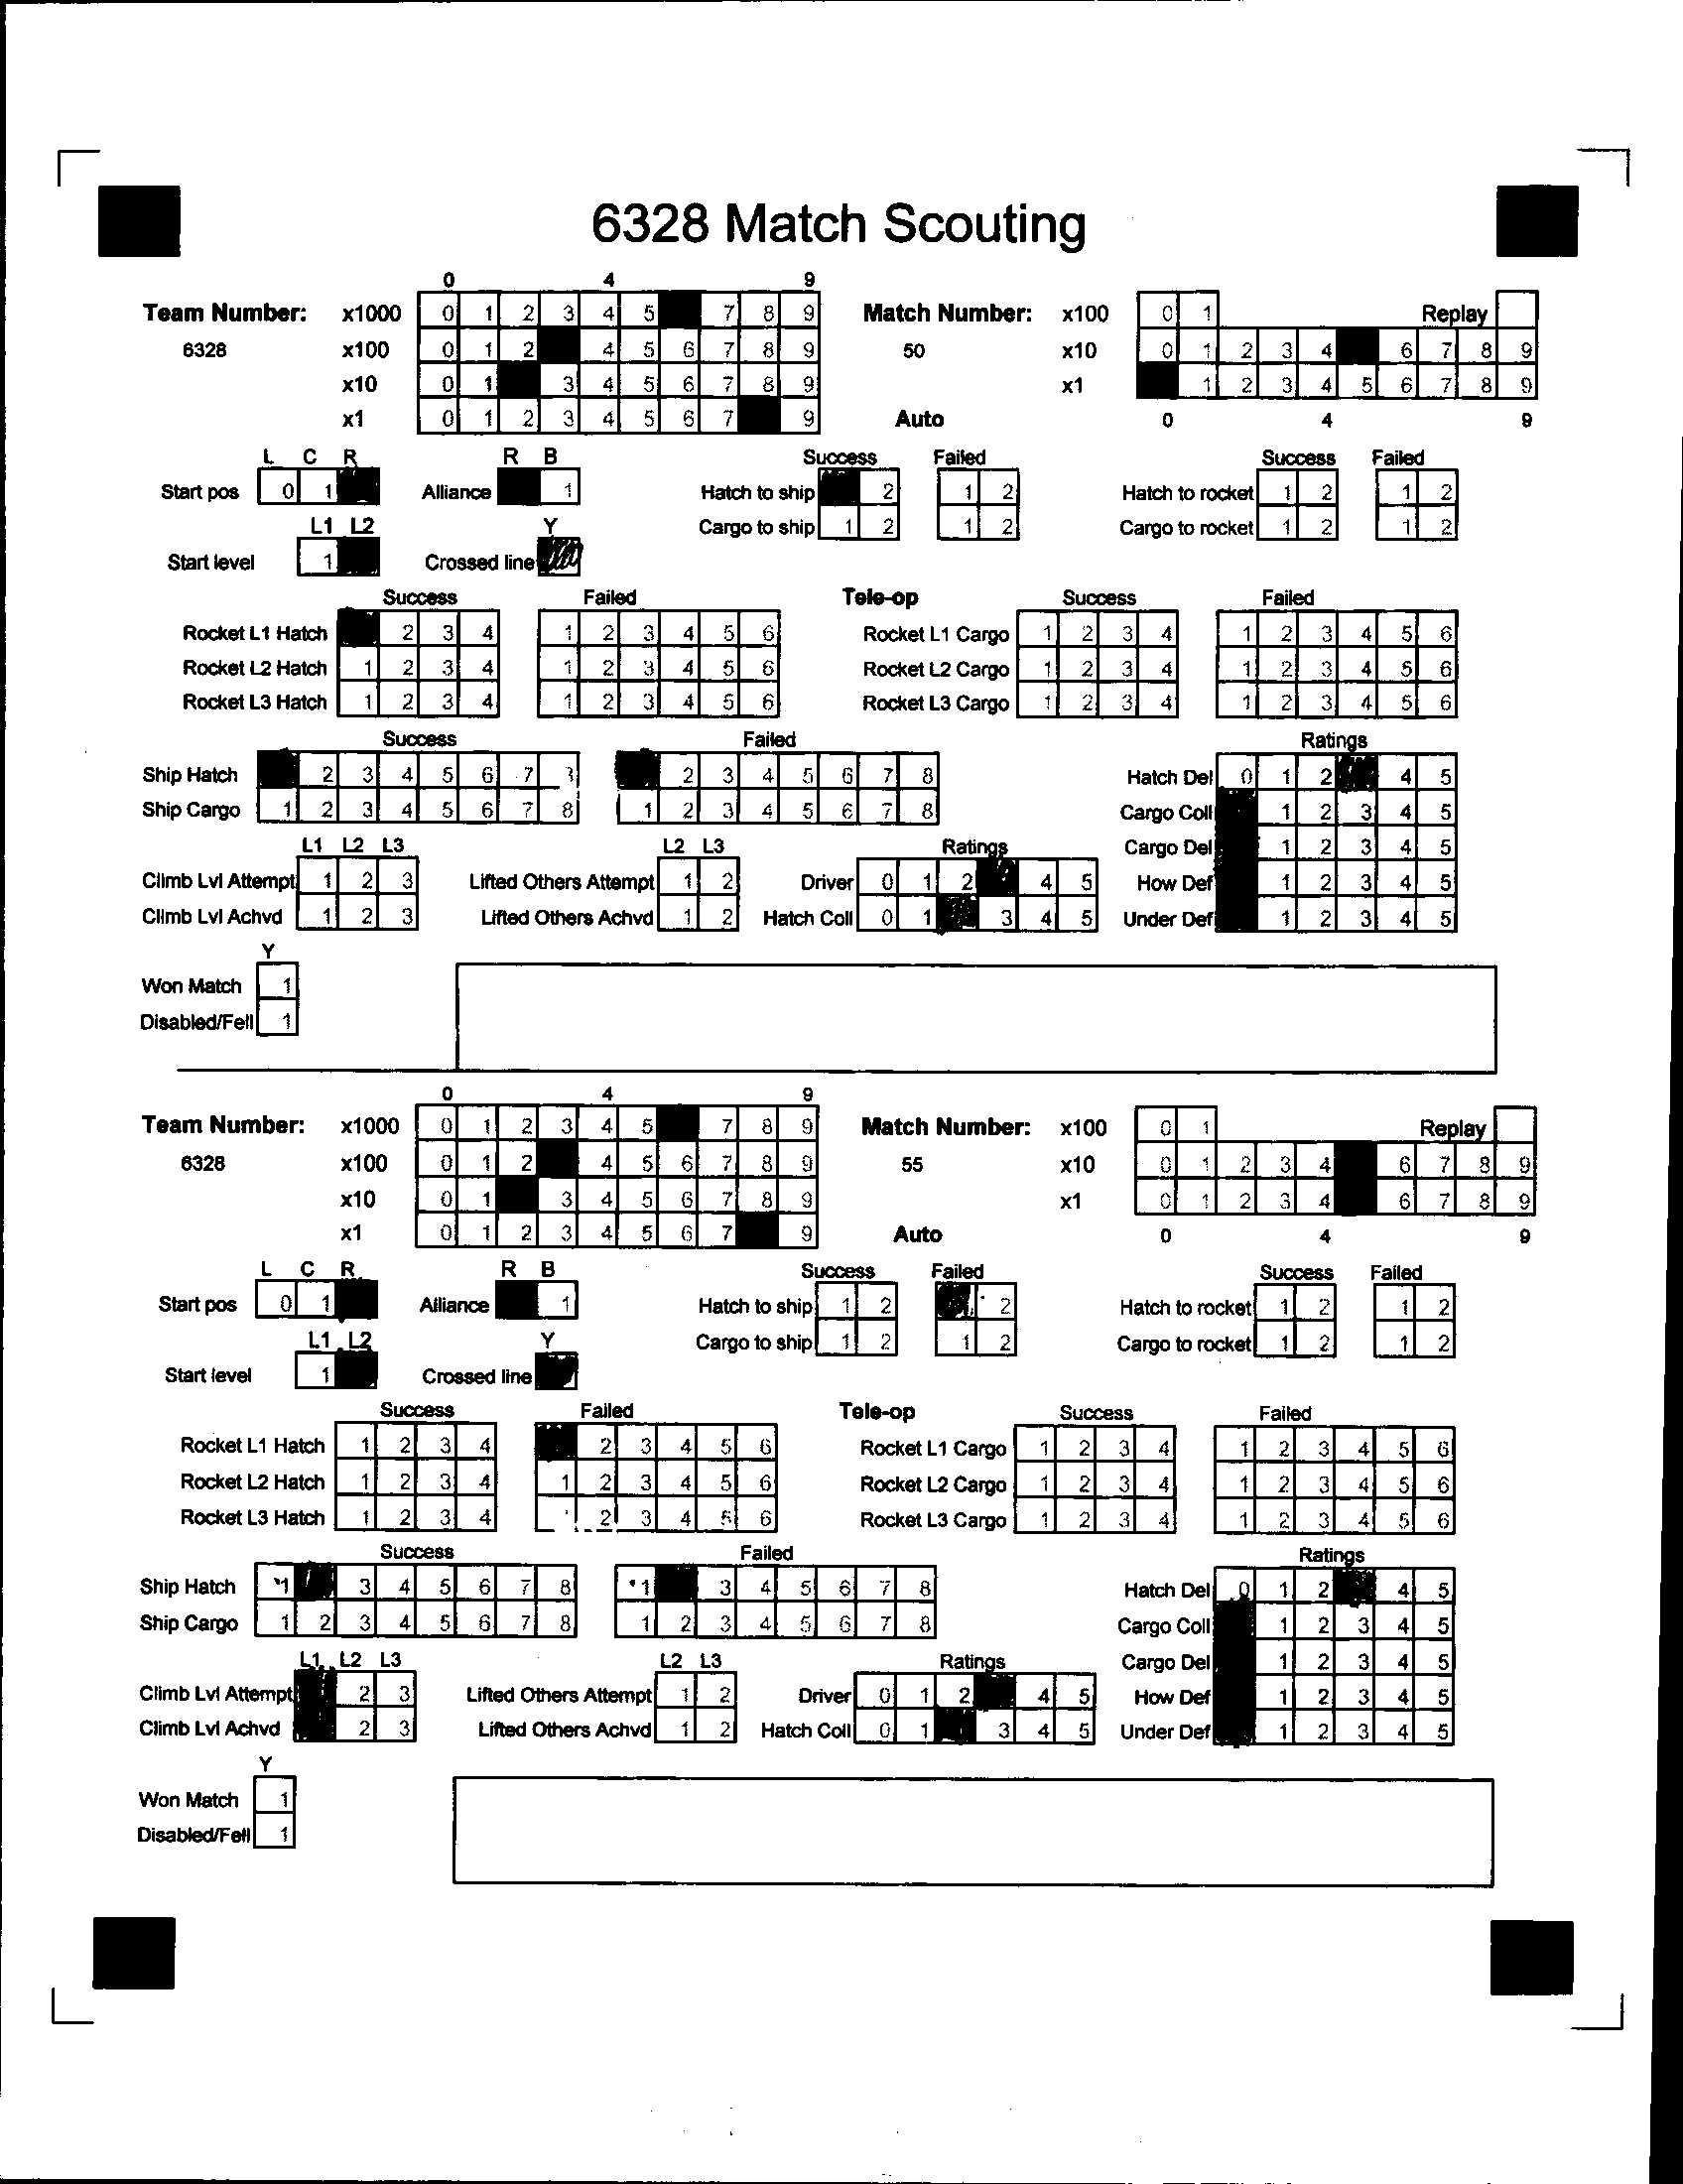 6328 Match Scouting
0 4 9
Team Number: x1000 0 1 2 3 4 5 7 8 9 Match Number: x100 0 1 Replay
6328 x100 0 1 2 4 5 6 7 8 9 50 x10 0 1 2 3 4 6 7 8 9
x10 0 1 3 4 5 6 7 8 9 x1 1 2 3 4 5 6 7 8 9
x1 0 1 2 3 4 5 6 7 9 Auto 0 4 9
L C R R B Success Failed Success Failed
Start pos 0 1 Alliance 1 Hatch to ship 2 1 2 Hatch to rocket 1 2 1 2
L1 L2 Y Cargo to ship 1 2 1 2 Cargo to rocket 1 2 1 2
Start level 1 Crossed line
Success Failed Tele-op Success Failed
Rocket L1 Hatch 2 3 4 1 2 3 4 5 6 Rocket L1 Cargo 1 2 3 4 1 2 3 4 5 6
Rocket L2 Hatch 1 2 3 4 1 2 3 4 5 6 Rocket L2 Cargo 1 2 3 4 1 2 3 4 5 6
Rocket L3 Hatch 1 2 3 4 1 2 3 4 5 6 Rocket L3 Cargo 1 2 3 4 1 2 3 4 5 6
Success Failed Ratings
Ship Hatch 2 3 4 5 6 7 2 3 4 5 6 7 8 Hatch Del 0 1 2 4 5
Ship Cargo 1 2 3 4 5 6 7 8 1 2 3 4 5 6 7 8 Cargo Coll 1 2 3 4 5
L1 L2 L3 L2 L3 Ratings Cargo Del 1 2 3 4 5
Climb Lvl Attempt 1 2 3 Lifted Others Attempt 1 2 Driver 0 1 2 4 5 How Def 1 2 3 4 5
Climb Lvl Achvd 1 2 3 Lifted Others Achvd 1 2 Hatch Coll 0 1 3 4 5 Under Def 1 2 3 4 5
Y
Won Match 1
Disabled/Fell 1
0 4 9
Team Number: x1000 0 1 2 3 4 5 7 8 9 Match Number: x100 0 1 Replay
6328 x100 0 1 2 4 5 6 7 8 9 55 x10 0 1 2 3 4 6 7 8 9
x10 0 1 3 4 5 6 7 8 9 x1 0 1 2 3 4 6 7 8 9
x1 0 1 2 3 4 5 6 7 9 Auto 0 4 9
L C R R B Success Failed Success Failed
Start pos 0 1 Alliance 1 Hatch to ship 1 2 2 Hatch to rocket 1 2 1 2
L1 L2 Y Cargo to ship 1 2 1 2 Cargo to rocket 1 2 1 2
Start level 1 Crossed line
Success Failed Tele-op Success Failed
Rocket L1 Hatch 1 2 3 4 2 3 4 5 6 Rocket L1 Cargo 1 2 3 4 1 2 3 4 5 6
Rocket L2 Hatch 1 2 3 4 1 2 3 4 5 6 Rocket L2 Cargo 1 2 3 4 1 2 3 4 5 6
Rocket L3 Hatch 1 2 3 4 2 3 4 5 6 Rocket L3 Cargo 1 2 3 4 1 2 3 4 5 6
Success Failed Ratings
Ship Hatch 1 3 4 5 6 7 8 1 3 4 5 6 7 8 Hatch Del 0 1 2 4 5
Ship Cargo 1 2 3 4 5 6 7 8 1 2 3 4 5 6 7 8 Cargo Coll 1 2 3 4 5
L1 L2 L3 L2 L3 Ratings Cargo Del 1 2 3 4 5
Climb Lvl Attempt 2 3 Lifted Others Attempt 1 2 Driver 0 1 2 4 5 How Def 1 2 3 4 5
Climb Lvl Achvd 2 3 Lifted Others Achvd 1 2 Hatch Coll 0 1 3 4 5 Under Def 1 2 3 4 5
Y
Won Match 1
Disabled/Fell 1